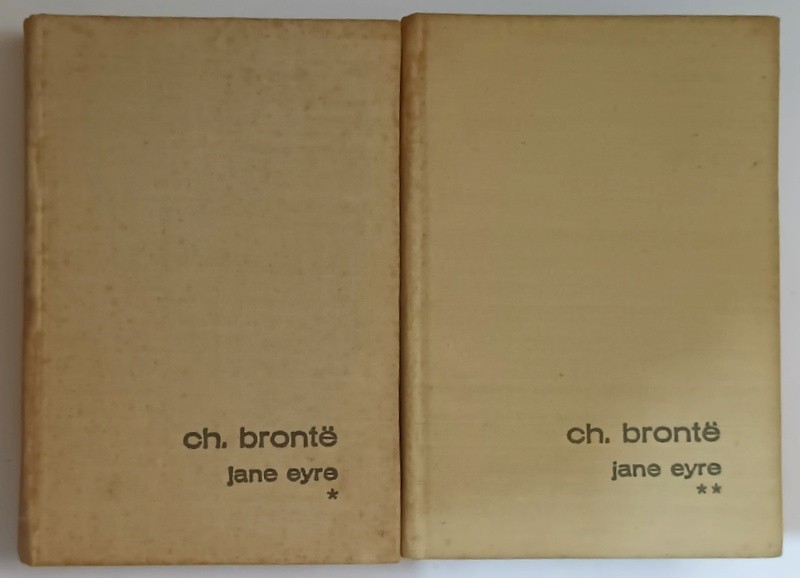 ch. brontë
jane eyre
*
ch. brontë
jane eyre
**